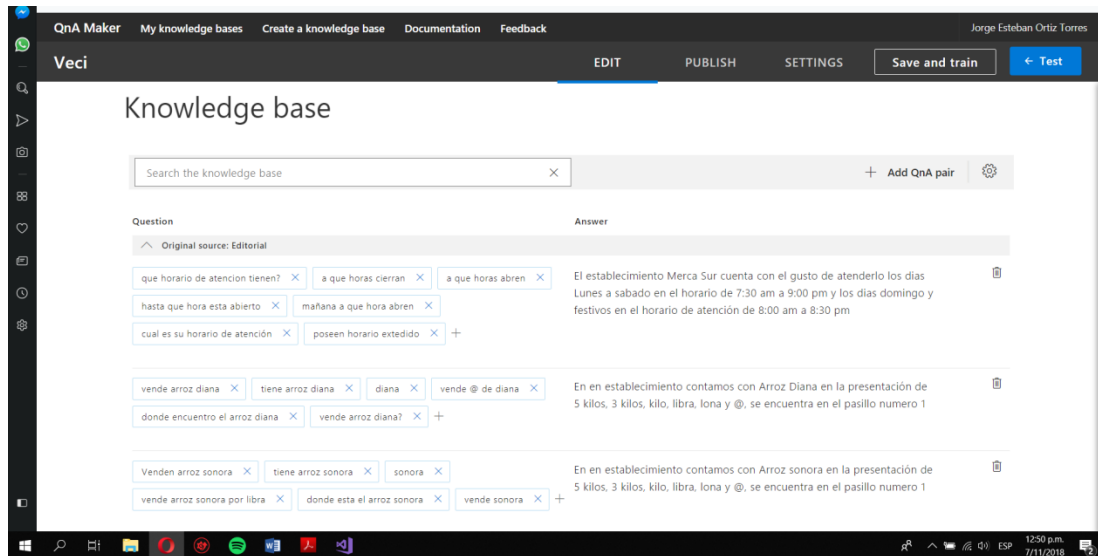 QnA Maker My knowledge bases Create a knowledge base Documentation Feedback Jorge Esteban Ortiz Torres
Veci EDIT PUBLISH SETTINGS Save and train ← Test
Knowledge base
Search the knowledge base × + Add QnA pair
Question Answer
Original source: Editorial
que horario de atencion tienen? × a que horas cierran × a que horas abren ×
hasta que hora esta abierto × mañana a que hora abren ×
cual es su horario de atención × poseen horario extedido × +
El establecimiento Merca Sur cuenta con el gusto de atenderlo los dias
Lunes a sabado en el horario de 7:30 am a 9:00 pm y los dias domingo y
festivos en el horario de atención de 8:00 am a 8:30 pm
vende arroz diana × tiene arroz diana × diana × vende @ de diana ×
donde encuentro el arroz diana × vende arroz diana? × +
En en establecimiento contamos con Arroz Diana en la presentación de
5 kilos, 3 kilos, kilo, libra, lona y @, se encuentra en el pasillo numero 1
Venden arroz sonora × tiene arroz sonora × sonora ×
vende arroz sonora por libra × donde esta el arroz sonora × vende sonora × +
En en establecimiento contamos con Arroz sonora en la presentación de
5 kilos, 3 kilos, kilo, libra, lona y @, se encuentra en el pasillo numero 1
ESP 12:50 p.m.
7/11/2018